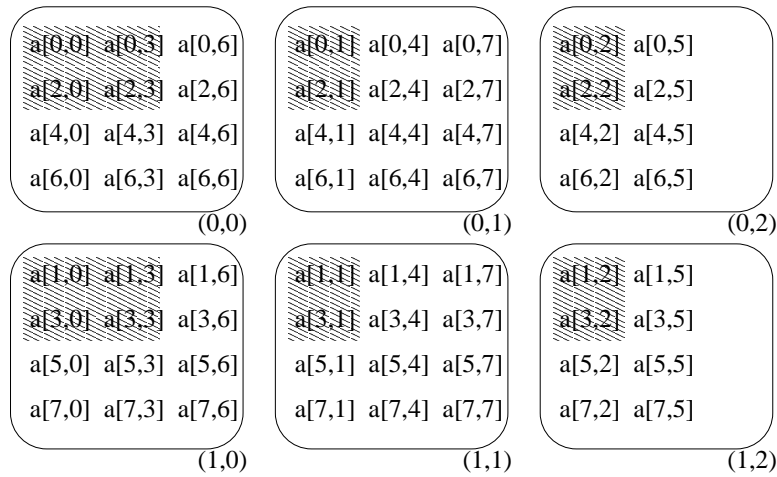 a[0,0] a[0,3] a[0,6] a[0,1] a[0,4] a[0,7] a[0,2] a[0,5]
a[2,0] a[2,3] a[2,6] a[2,1] a[2,4] a[2,7] a[2,2] a[2,5]
a[4,0] a[4,3] a[4,6] a[4,1] a[4,4] a[4,7] a[4,2] a[4,5]
a[6,0] a[6,3] a[6,6] a[6,1] a[6,4] a[6,7] a[6,2] a[6,5]
(0,0) (0,1) (0,2)
a[1,0] a[1,3] a[1,6] a[1,1] a[1,4] a[1,7] a[1,2] a[1,5]
a[3,0] a[3,3] a[3,6] a[3,1] a[3,4] a[3,7] a[3,2] a[3,5]
a[5,0] a[5,3] a[5,6] a[5,1] a[5,4] a[5,7] a[5,2] a[5,5]
a[7,0] a[7,3] a[7,6] a[7,1] a[7,4] a[7,7] a[7,2] a[7,5]
(1,0) (1,1) (1,2)